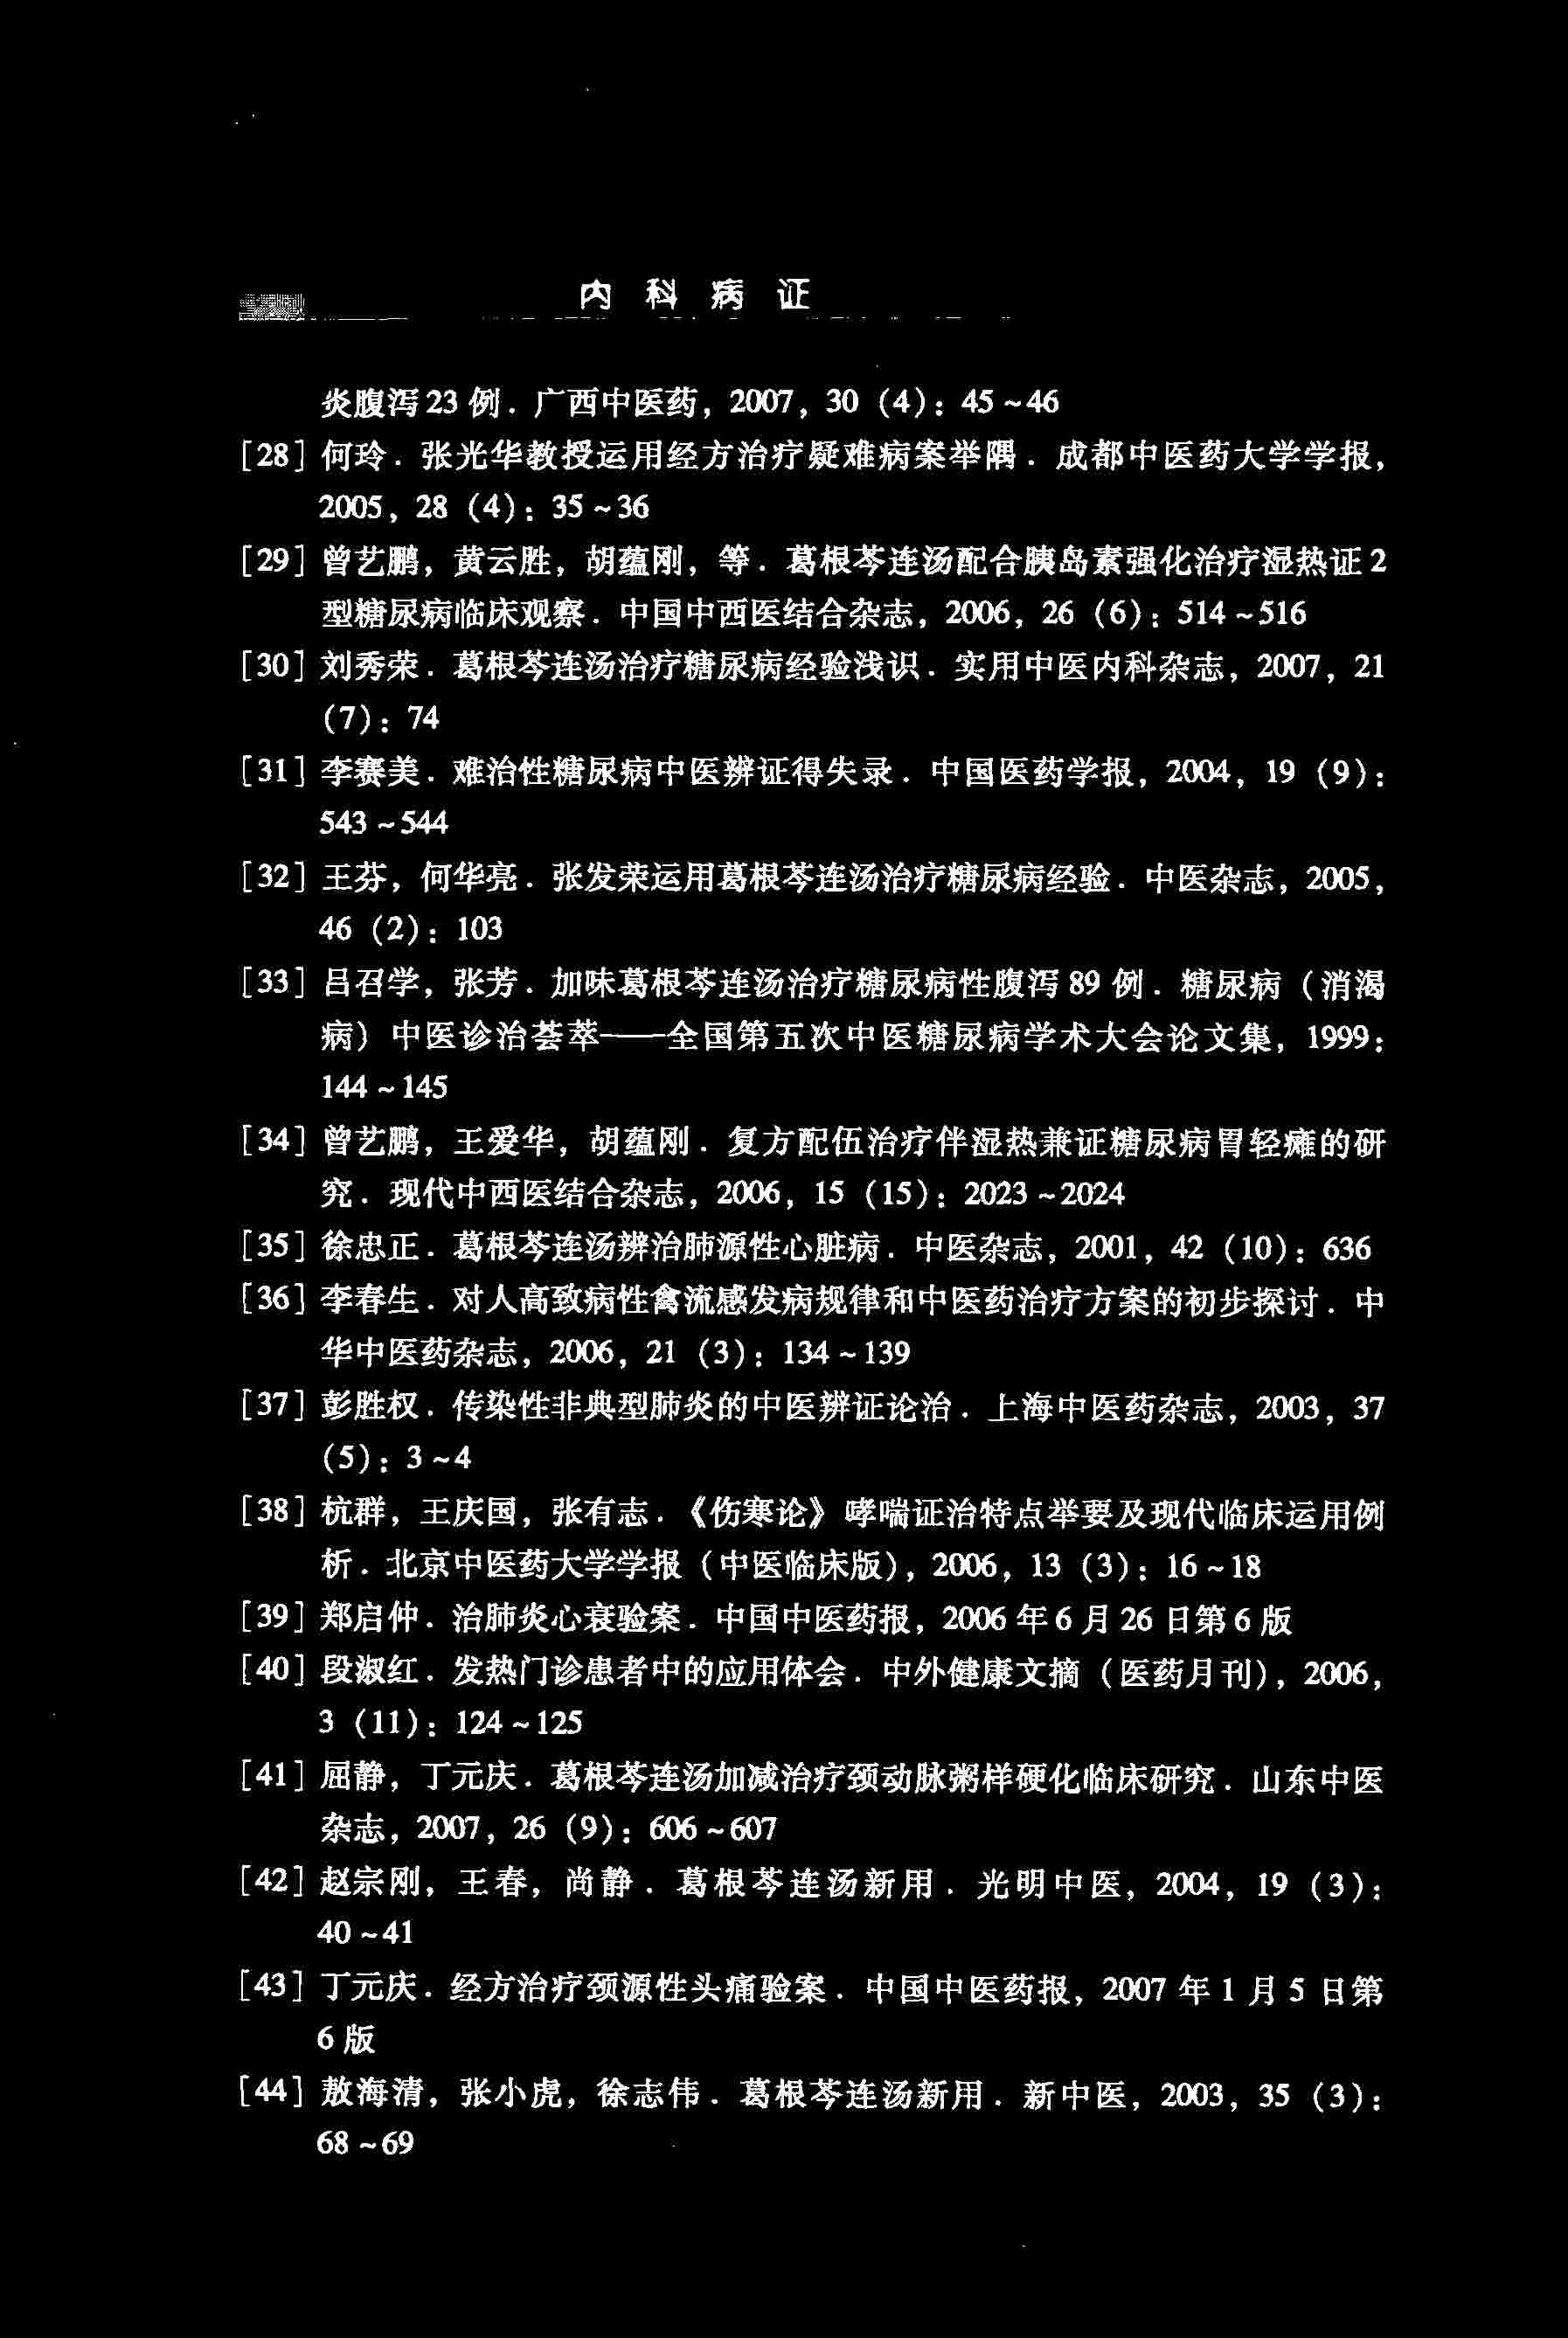 内科病证
炎腹泻23例．广西中医药，2007，30（4）：45~46
［28］何玲．张光华教授运用经方治疗疑难病案举隅．成都中医药大学学报，
2005，28（4）：35~36
［29］曾艺鹏，黄云胜，胡蕴刚，等．葛根芩连汤配合胰岛素强化治疗湿热证2
型糖尿病临床观察．中国中西医结合杂志，2006，26（6）：514~516
［30］刘秀荣．葛根芩连汤治疗糖尿病经验浅识．实用中医内科杂志，2007，21
（7）：74
［31］李赛美．难治性糖尿病中医辨证得失录．中国医药学报，2004，19（9）：
543~544
［32］王芬，何华亮．张发荣运用葛根芩连汤治疗糖尿病经验．中医杂志，2005，
46（2）：103
［33］吕召学，张芳．加味葛根芩连汤治疗糖尿病性腹泻89例．糖尿病（消渴
病）中医诊治荟萃——全国第五次中医糖尿病学术大会论文集，1999：
144~145
［34］曾艺鹏，王爱华，胡蕴刚．复方配伍治疗伴湿热兼证糖尿病胃轻瘫的研
究．现代中西医结合杂志，2006，15（15）：2023~2024
［35］徐忠正．葛根芩连汤辨治肺源性心脏病．中医杂志，2001，42（10）：636
［36］李春生．对人高致病性禽流感发病规律和中医药治疗方案的初步探讨．中
华中医药杂志，2006，21（3）：134~139
［37］彭胜权．传染性非典型肺炎的中医辨证论治．上海中医药杂志，2003，37
（5）：3~4
［38］杭群，王庆国，张有志．《伤寒论》哮喘证治特点举要及现代临床运用例
析．北京中医药大学学报（中医临床版），2006，13（3）：16~18
［39］郑启仲．治肺炎心衰验案．中国中医药报，2006年6月26日第6版
［40］段淑红．发热门诊患者中的应用体会．中外健康文摘（医药月刊），2006，
3（11）：124~125
［41］屈静，丁元庆．葛根芩连汤加减治疗颈动脉粥样硬化临床研究．山东中医
杂志，2007，26（9）：606~607
［42］赵宗刚，王春，尚静．葛根芩连汤新用．光明中医，2004，19（3）：
40~41
［43］丁元庆．经方治疗颈源性头痛验案．中国中医药报，2007年1月5日第
6版
［44］敖海清，张小虎，徐志伟．葛根芩连汤新用．新中医，2003，35（3）：
68~69